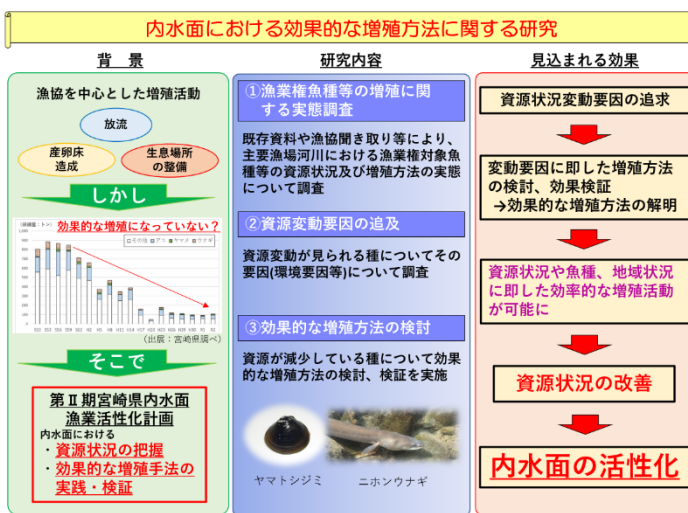 内水面における効果的な増殖方法に関する研究
背 景
漁協を中心とした増殖活動
放流
産卵床
造成
生息場所
の整備
しかし
効果的な増殖になっていない？
(出展：宮崎県調べ)
そこで
第Ⅱ期宮崎県内水面
漁業活性化計画
内水面における
・資源状況の把握
・効果的な増殖手法の
実践・検証
研究内容
①漁業権魚種等の増殖に関
する実態調査
既存資料や漁協聞き取り等により、
主要漁場河川における漁業権対象魚
種等の資源状況及び増殖方法の実態
について調査
②資源変動要因の追及
資源変動が見られる種についてその
要因(環境要因等)について調査
③効果的な増殖方法の検討
資源が減少している種について効果
的な増殖方法の検討、検証を実施
ヤマトシジミ
ニホンウナギ
見込まれる効果
資源状況変動要因の追求
変動要因に即した増殖方法
の検討、効果検証
→効果的な増殖方法の解明
資源状況や魚種、地域状況
に即した効率的な増殖活動
が可能に
資源状況の改善
内水面の活性化